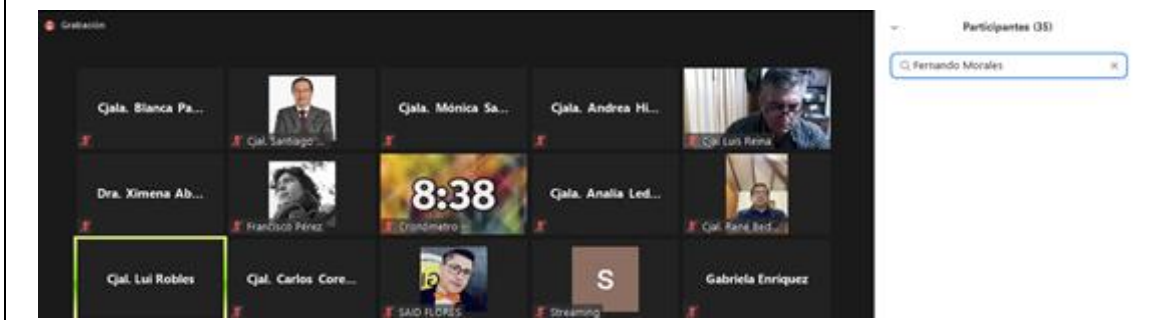 Grabación
Participantes (35)
Fernando Morales
Cjala. Blanca Pa...
Cjal. Santiago ...
Cjala. Mónica Sa...
Cjala. Andrea Hi...
Cjal Luis Reina
Dra. Ximena Ab...
Francisco Pérez
8:38
Cronómetro
Cjala. Analía Led...
Cjal. René Bed...
Cjal. Lui Robles
Cjal. Carlos Core...
SAID FLORES
S
Streaming
Gabriela Enriquez